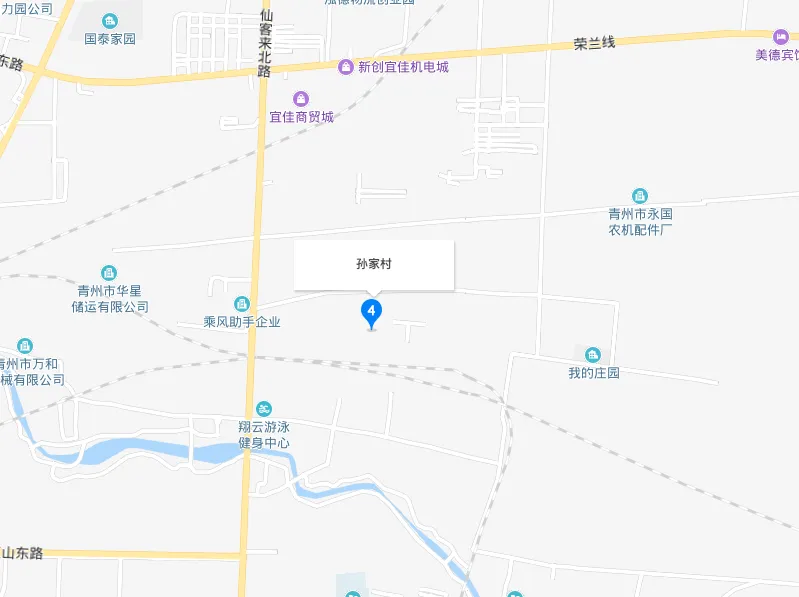 力园公司
国泰家园
东路
仙客来北路
荣兰线
美德宾
新创宜佳机电城
宜佳商贸城
青州市永国
农机配件厂
孙家村
4
青州市华星
储运有限公司
乘风助手企业
青州市万和
械有限公司
我的庄园
翔云游泳
健身中心
山东路